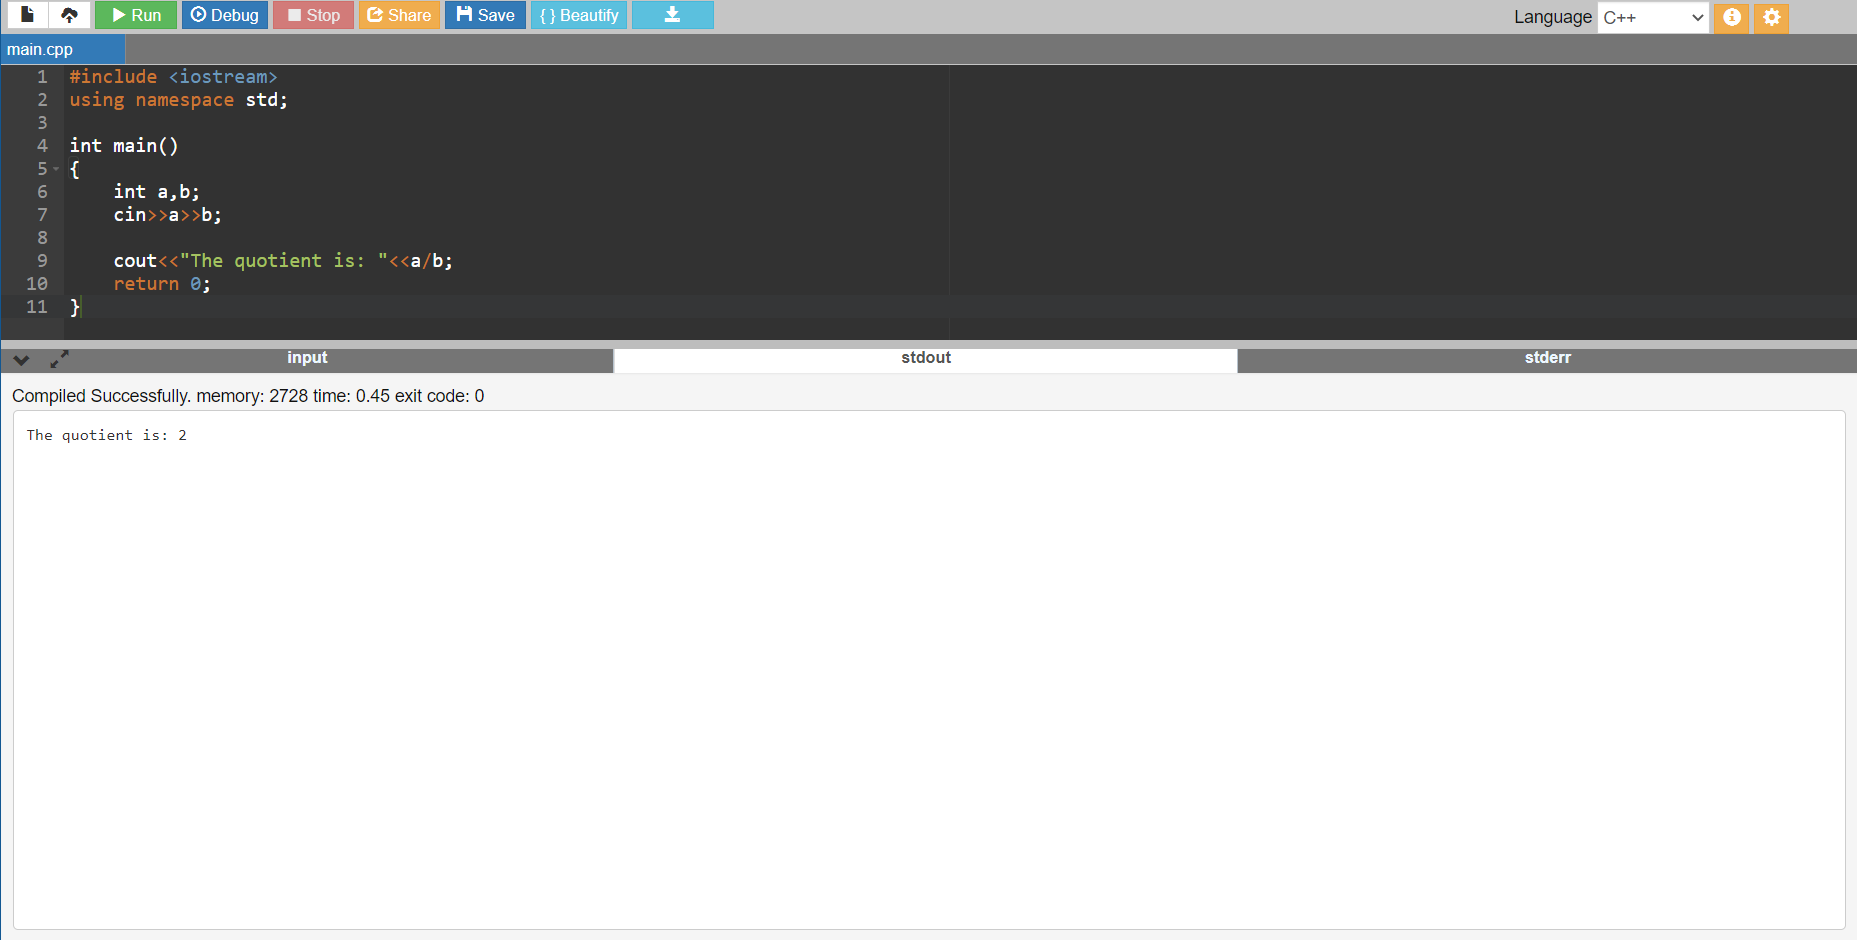 Run Debug Stop Share Save { } Beautify Language C++
main.cpp
1 #include <iostream>
2 using namespace std;
3
4 int main()
5 {
6     int a,b;
7     cin>>a>>b;
8
9     cout<<"The quotient is: "<<a/b;
10     return 0;
11 }
input stdout stderr
Compiled Successfully. memory: 2728 time: 0.45 exit code: 0
The quotient is: 2